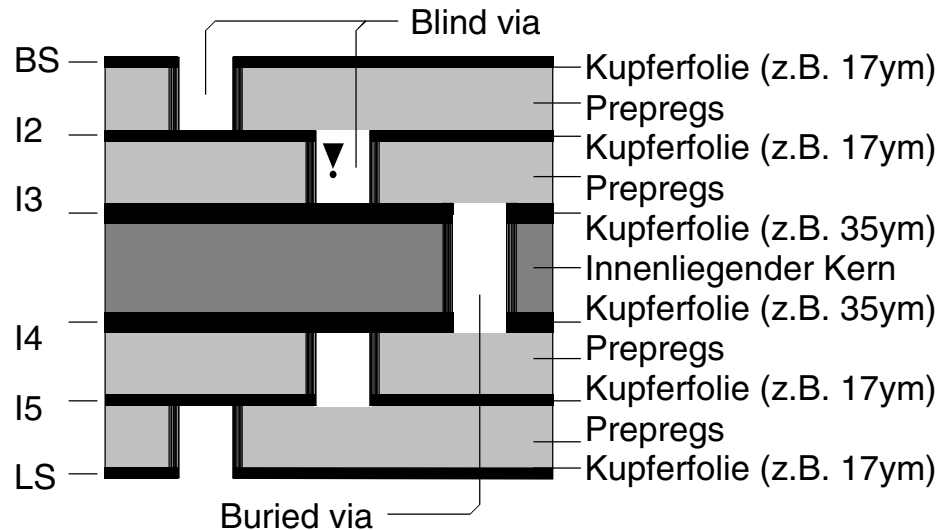 Blind via
BS
Kupferfolie (z.B. 17ym)
Prepregs
I2
Kupferfolie (z.B. 17ym)
Prepregs
I3
Kupferfolie (z.B. 35ym)
Innenliegender Kern
Kupferfolie (z.B. 35ym)
I4
Prepregs
Kupferfolie (z.B. 17ym)
I5
Prepregs
LS
Kupferfolie (z.B. 17ym)
Buried via